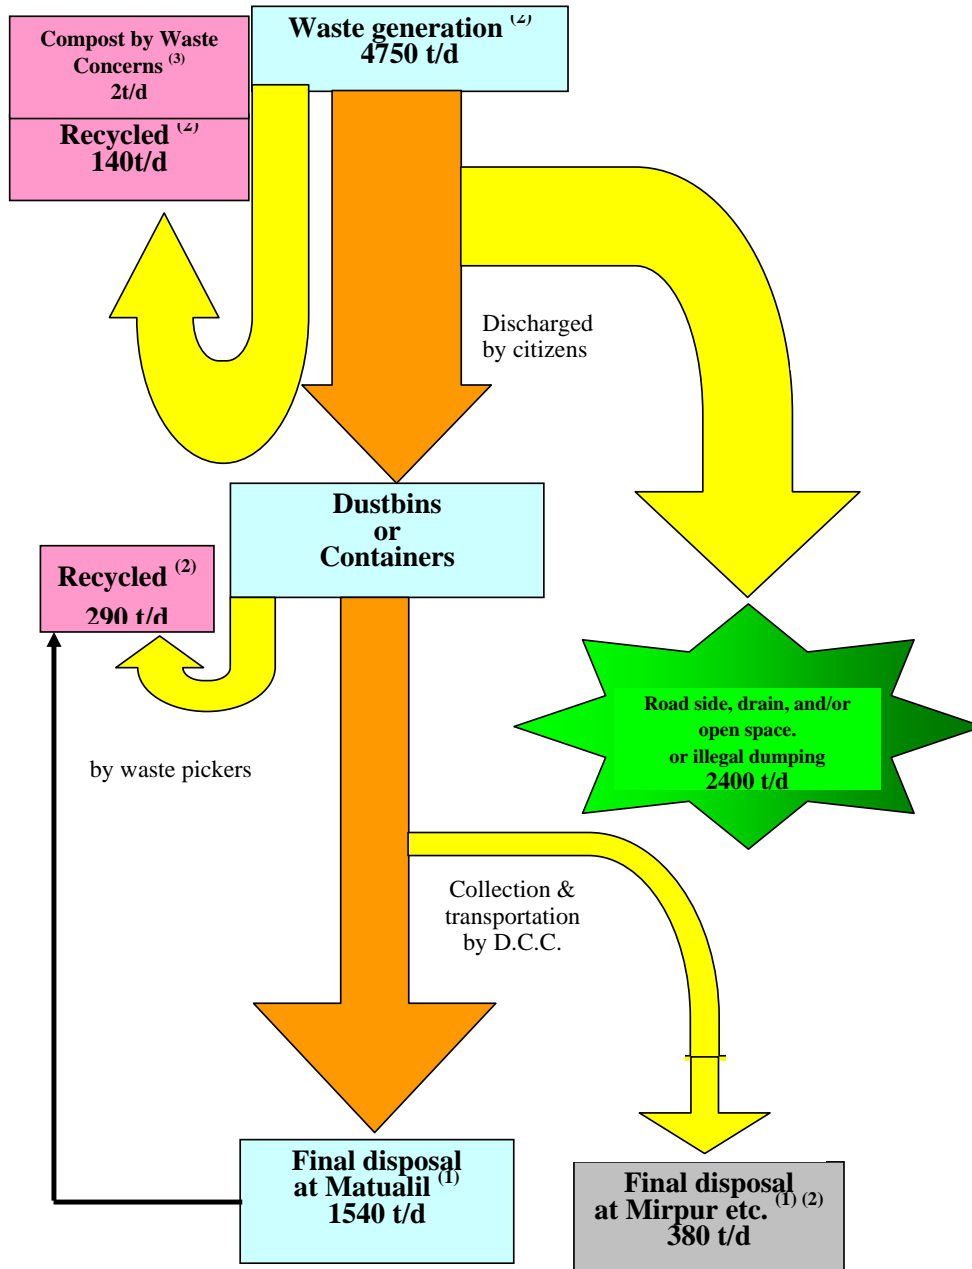 Compost by Waste
Concerns (3)
2t/d
Recycled (2)
140t/d
Waste generation (2)
4750 t/d
Discharged
by citizens
Dustbins
or
Containers
Recycled (2)
290 t/d
by waste pickers
Road side, drain, and/or
open space.
or illegal dumping
2400 t/d
Collection &
transportation
by D.C.C.
Final disposal
at Matualil (1)
1540 t/d
Final disposal
at Mirpur etc. (1) (2)
380 t/d